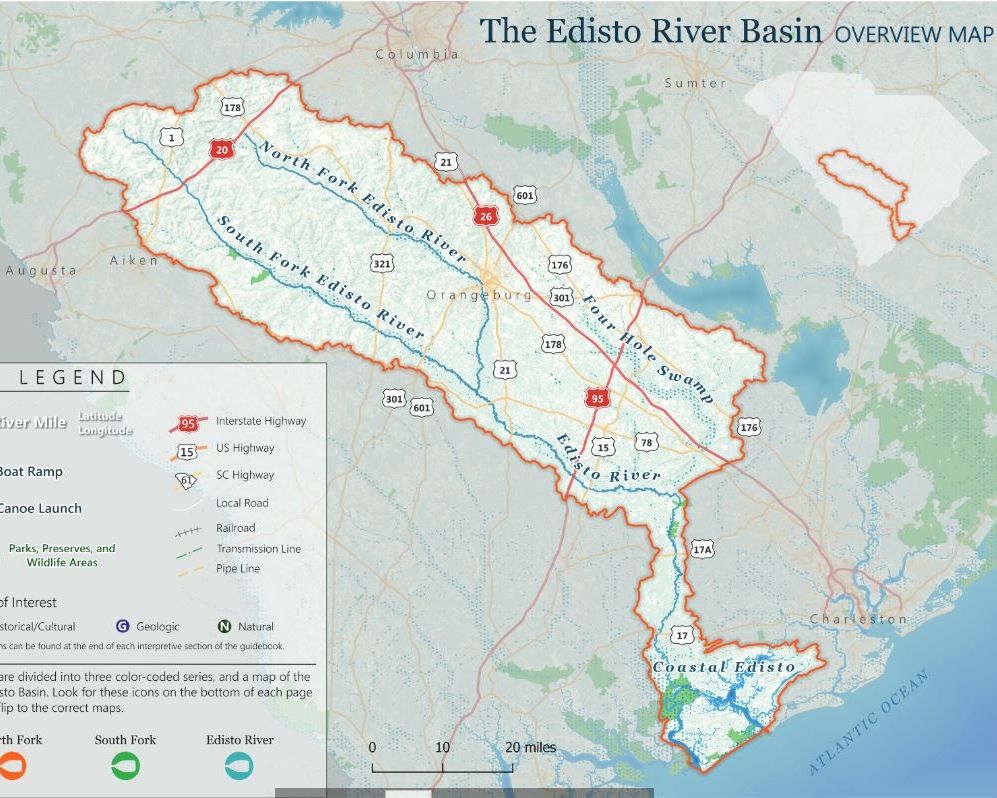 The Edisto River Basin OVERVIEW MAP
Columbia
Sumter
178
1
20
21
601
26
North Fork Edisto River
South Fork Edisto River
321
176
301
Augusta
Aiken
Orangeburg
Four Hole Swamp
178
21
95
301
601
176
15
78
Edisto River
17A
17
Charleston
Coastal Edisto
ATLANTIC OCEAN
0 10 20 miles
LEGEND
River Mile
Latitude
Longitude
95 Interstate Highway
15 US Highway
61 SC Highway
Local Road
Railroad
Transmission Line
Pipe Line
Boat Ramp
Canoe Launch
Parks, Preserves, and
Wildlife Areas
of Interest
storical/Cultural G Geologic N Natural
ns can be found at the end of each interpretive section of the guidebook.
are divided into three color-coded series, and a map of the
sto Basin. Look for these icons on the bottom of each page
flip to the correct maps.
rth Fork South Fork Edisto River